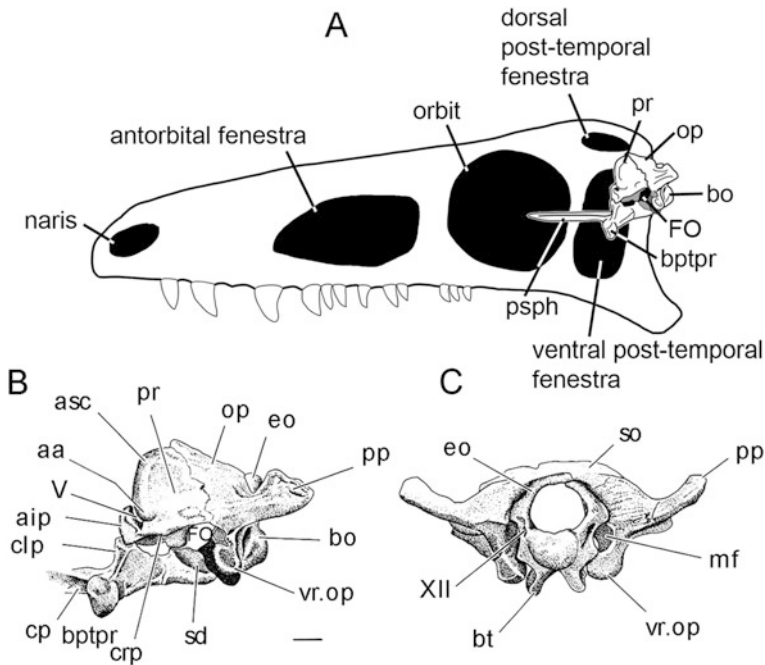 A
dorsal
post-temporal
fenestra
pr
op
orbit
antorbital fenestra
bo
naris
FO
bptpr
psph
ventral post-temporal
fenestra
B
asc
pr
op
eo
pp
aa
V
aip
clp
FO
bo
cp
bptpr
crp
sd
vr.op
C
eo
so
pp
XII
mf
bt
vr.op